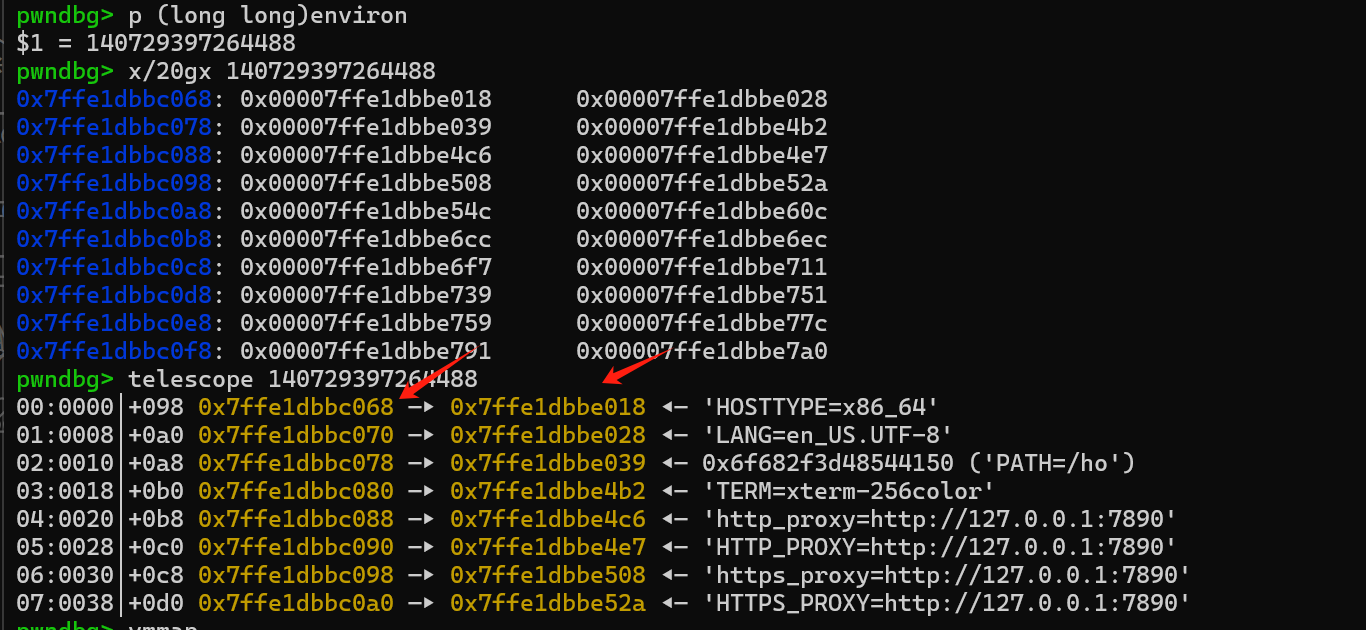 pwndbg> p (long long)environ
$1 = 140729397264488
pwndbg> x/20gx 140729397264488
0x7ffe1dbbc068: 0x00007ffe1dbbe018 0x00007ffe1dbbe028
0x7ffe1dbbc078: 0x00007ffe1dbbe039 0x00007ffe1dbbe4b2
0x7ffe1dbbc088: 0x00007ffe1dbbe4c6 0x00007ffe1dbbe4e7
0x7ffe1dbbc098: 0x00007ffe1dbbe508 0x00007ffe1dbbe52a
0x7ffe1dbbc0a8: 0x00007ffe1dbbe54c 0x00007ffe1dbbe60c
0x7ffe1dbbc0b8: 0x00007ffe1dbbe6cc 0x00007ffe1dbbe6ec
0x7ffe1dbbc0c8: 0x00007ffe1dbbe6f7 0x00007ffe1dbbe711
0x7ffe1dbbc0d8: 0x00007ffe1dbbe739 0x00007ffe1dbbe751
0x7ffe1dbbc0e8: 0x00007ffe1dbbe759 0x00007ffe1dbbe77c
0x7ffe1dbbc0f8: 0x00007ffe1dbbe791 0x00007ffe1dbbe7a0
pwndbg> telescope 140729397264488
00:0000│+098 0x7ffe1dbbc068 —▸ 0x7ffe1dbbe018 ◂— 'HOSTTYPE=x86_64'
01:0008│+0a0 0x7ffe1dbbc070 —▸ 0x7ffe1dbbe028 ◂— 'LANG=en_US.UTF-8'
02:0010│+0a8 0x7ffe1dbbc078 —▸ 0x7ffe1dbbe039 ◂— 0x6f682f3d48544150 ('PATH=/ho')
03:0018│+0b0 0x7ffe1dbbc080 —▸ 0x7ffe1dbbe4b2 ◂— 'TERM=xterm-256color'
04:0020│+0b8 0x7ffe1dbbc088 —▸ 0x7ffe1dbbe4c6 ◂— 'http_proxy=http://127.0.0.1:7890'
05:0028│+0c0 0x7ffe1dbbc090 —▸ 0x7ffe1dbbe4e7 ◂— 'HTTP_PROXY=http://127.0.0.1:7890'
06:0030│+0c8 0x7ffe1dbbc098 —▸ 0x7ffe1dbbe508 ◂— 'https_proxy=http://127.0.0.1:7890'
07:0038│+0d0 0x7ffe1dbbc0a0 —▸ 0x7ffe1dbbe52a ◂— 'HTTPS_PROXY=http://127.0.0.1:7890'
pwndbg> vmmap